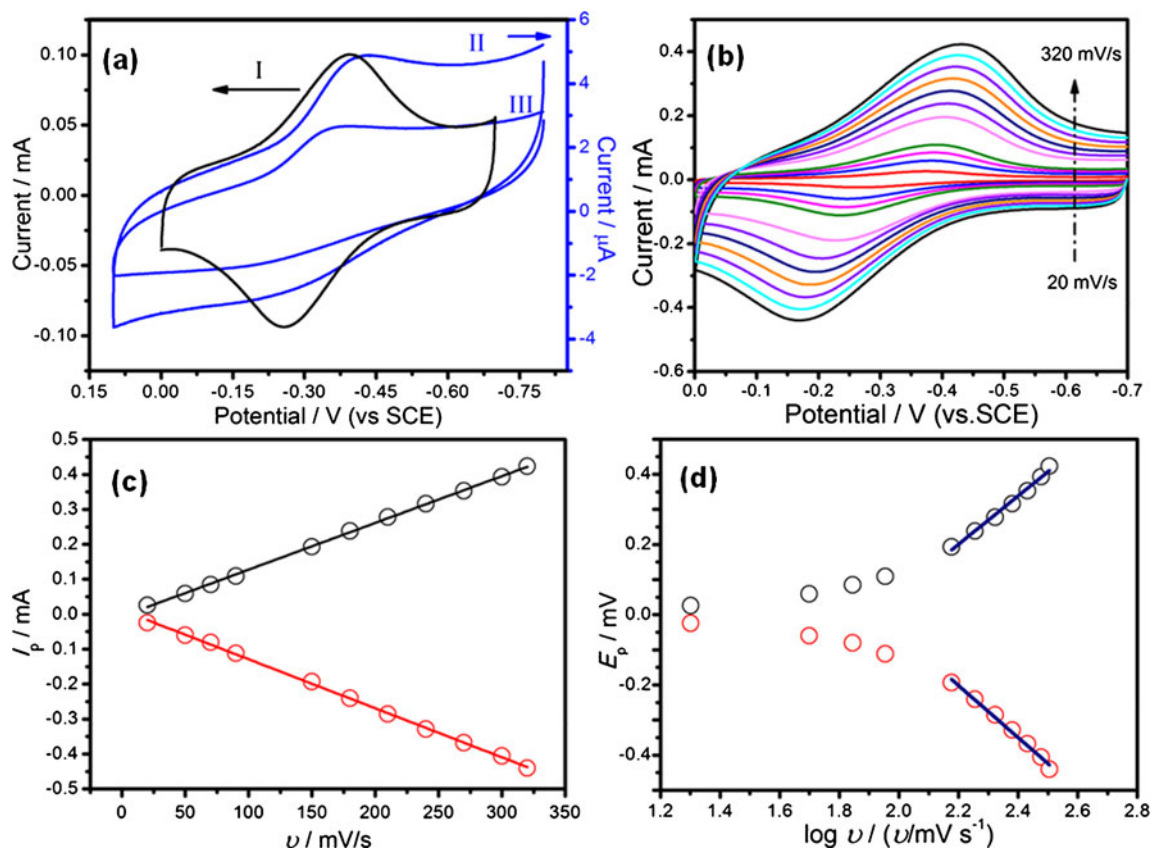 (a)
I
II
III
0.10
0.05
0.00
-0.05
-0.10
Current / mA
6
4
2
0
-2
-4
Current / μA
0.15 0.00 -0.15 -0.30 -0.45 -0.60 -0.75
Potential / V (vs SCE)
(b)
320 mV/s
20 mV/s
0.4
0.2
0.0
-0.2
-0.4
-0.6
Current / mA
0.0 -0.1 -0.2 -0.3 -0.4 -0.5 -0.6 -0.7
Potential / V (vs.SCE)
(c)
0.5
0.4
0.3
0.2
0.1
0.0
0.1
-0.2
-0.3
-0.4
-0.5
Ip / mA
0 50 100 150 200 250 300 350
υ / mV/s
(d)
0.4
0.2
0.0
-0.2
-0.4
Ep / mV
1.2 1.4 1.6 1.8 2.0 2.2 2.4 2.6 2.8
log υ / (υ/mV s⁻¹)